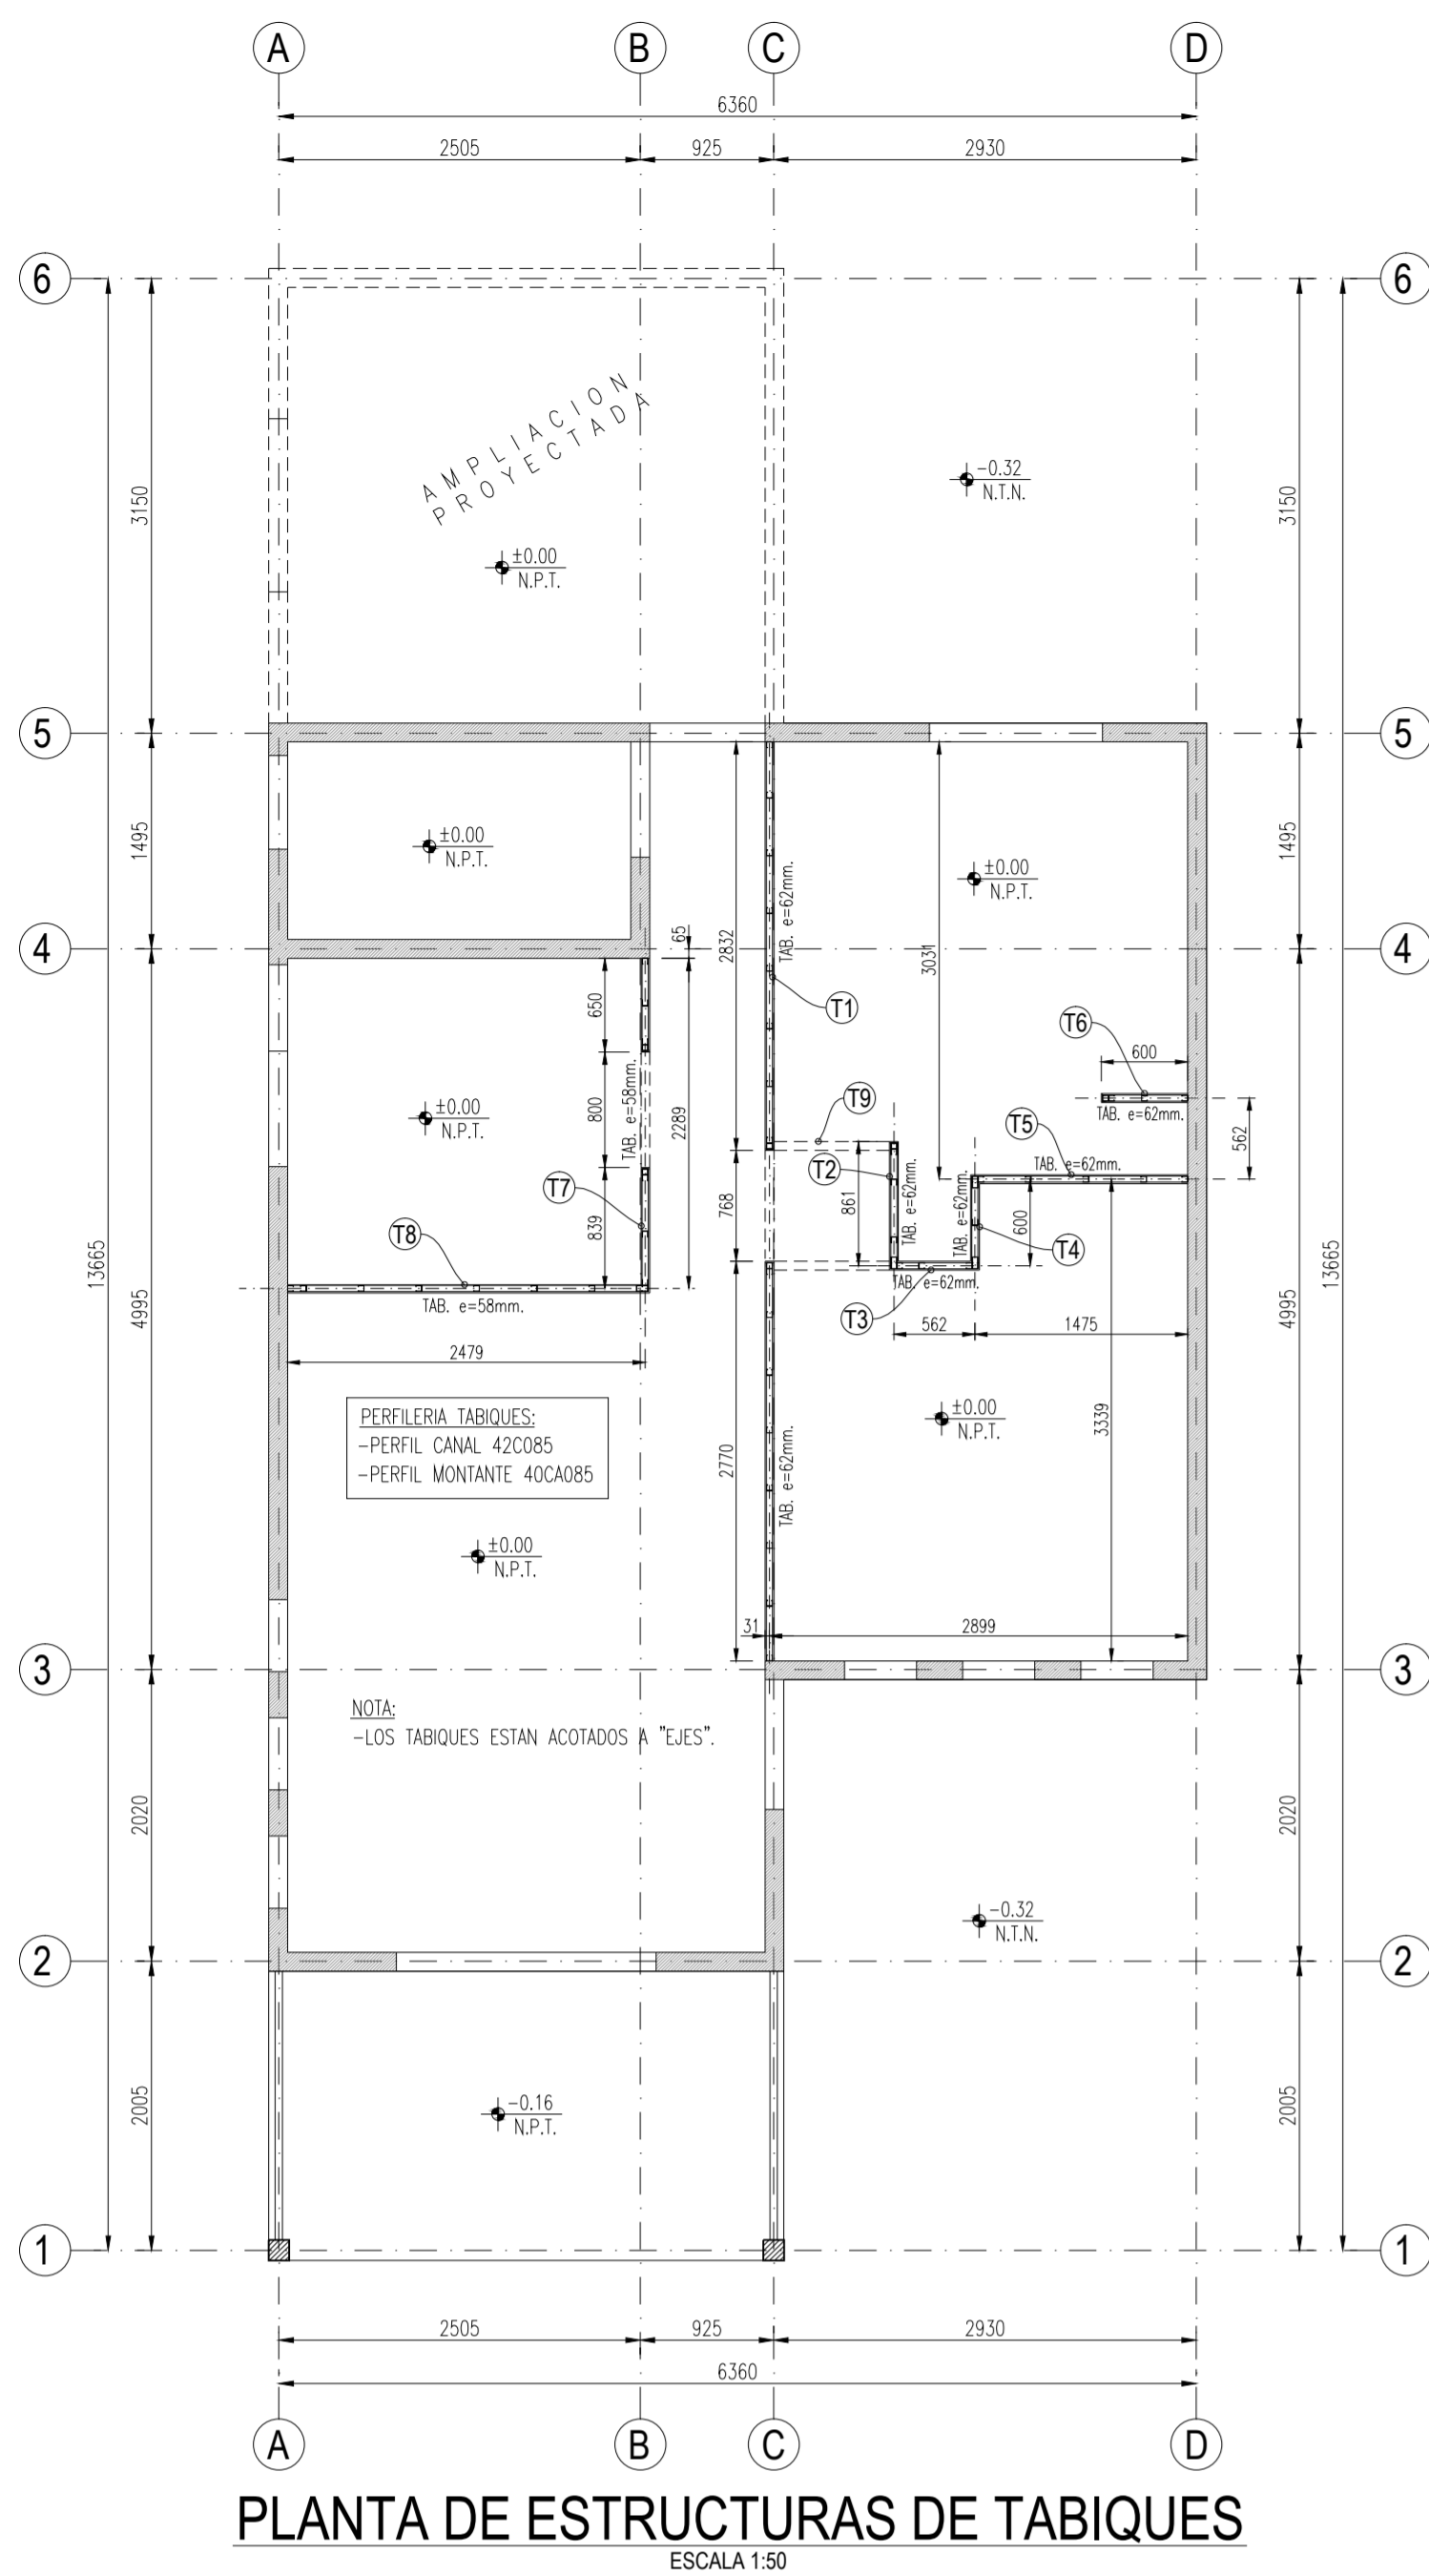 A B C D
6360
2505 925 2930
6 6
AMPLIACION
PROYECTADA
-0.32
N.T.N.
3150 3150
±0.00
N.P.T.
5 5
1495 1495
±0.00
N.P.T.
±0.00
N.P.T.
TAB. e=62mm.
65
2832
3031
4 4
T1
650
T6
600
TAB. e=62mm.
800
TAB. e=58mm.
2289
±0.00
N.P.T.
T9
T5
562
TAB. e=62mm.
T2
861
TAB. e=62mm.
TAB. e=62mm.
600
T4
768
T7
839
T8
TAB. e=58mm.
TAB. e=62mm.
T3
13665 13665
4995 4995
562 1475
2479
PERFILERIA TABIQUES:
-PERFIL CANAL 42C085
-PERFIL MONTANTE 40CA085
±0.00
N.P.T.
3339
2770
TAB. e=62mm.
±0.00
N.P.T.
31 2899
3 3
NOTA:
-LOS TABIQUES ESTAN ACOTADOS A "EJES".
2020 2020
-0.32
N.T.N.
2 2
2005 2005
-0.16
N.P.T.
1 1
2505 925 2930
6360
A B C D
PLANTA DE ESTRUCTURAS DE TABIQUES
ESCALA 1:50